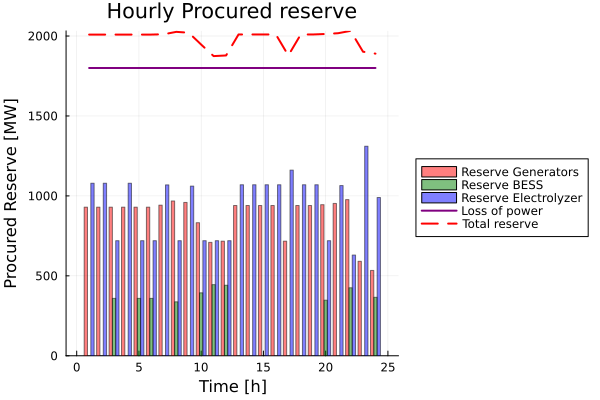 Hourly Procured reserve
Procured Reserve [MW]
2000
1500
1000
500
0
0 5 10 15 20 25
Time [h]
Reserve Generators
Reserve BESS
Reserve Electrolyzer
Loss of power
Total reserve